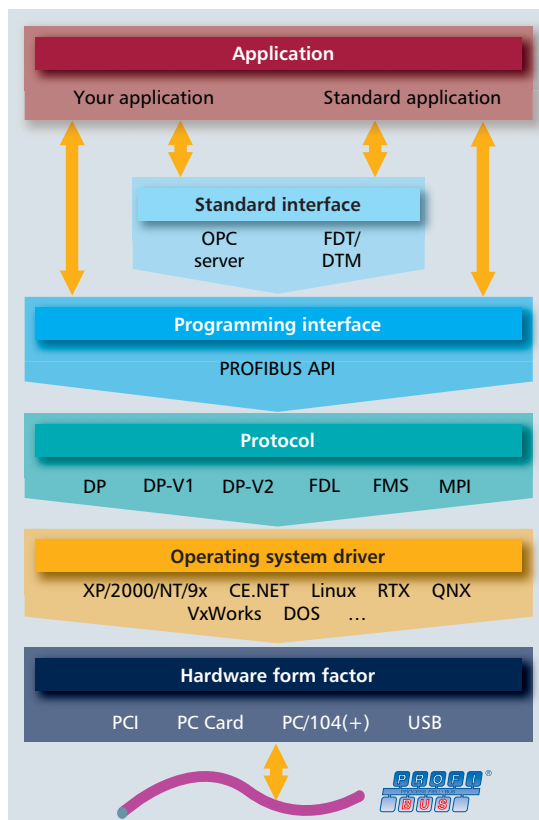 Application
Your application Standard application
Standard interface
OPC FDT/
server DTM
Programming interface
PROFIBUS API
Protocol
DP DP-V1 DP-V2 FDL FMS MPI
Operating system driver
XP/2000/NT/9x CE.NET Linux RTX QNX
VxWorks DOS …
Hardware form factor
PCI PC Card PC/104(+) USB
PROFI®
BUS